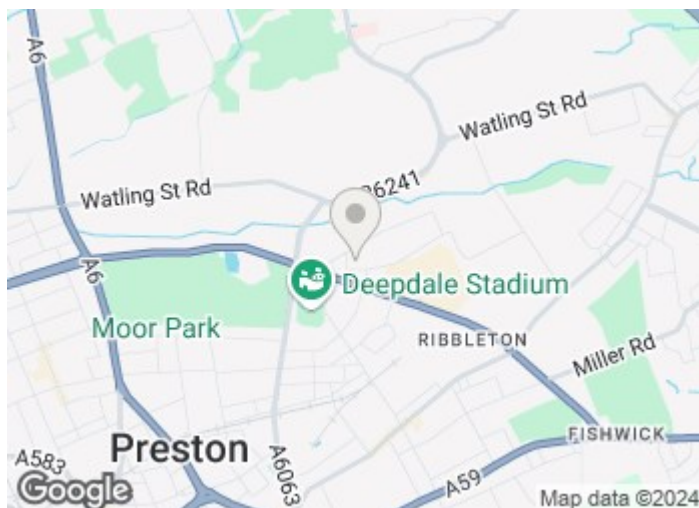 A6
Watling St Rd
B6241
Watling St Rd
A6
Deepdale Stadium
Moor Park
RIBBLETON
Miller Rd
Preston
FISHWICK
A583
A6063
A59
Google
Map data ©2024